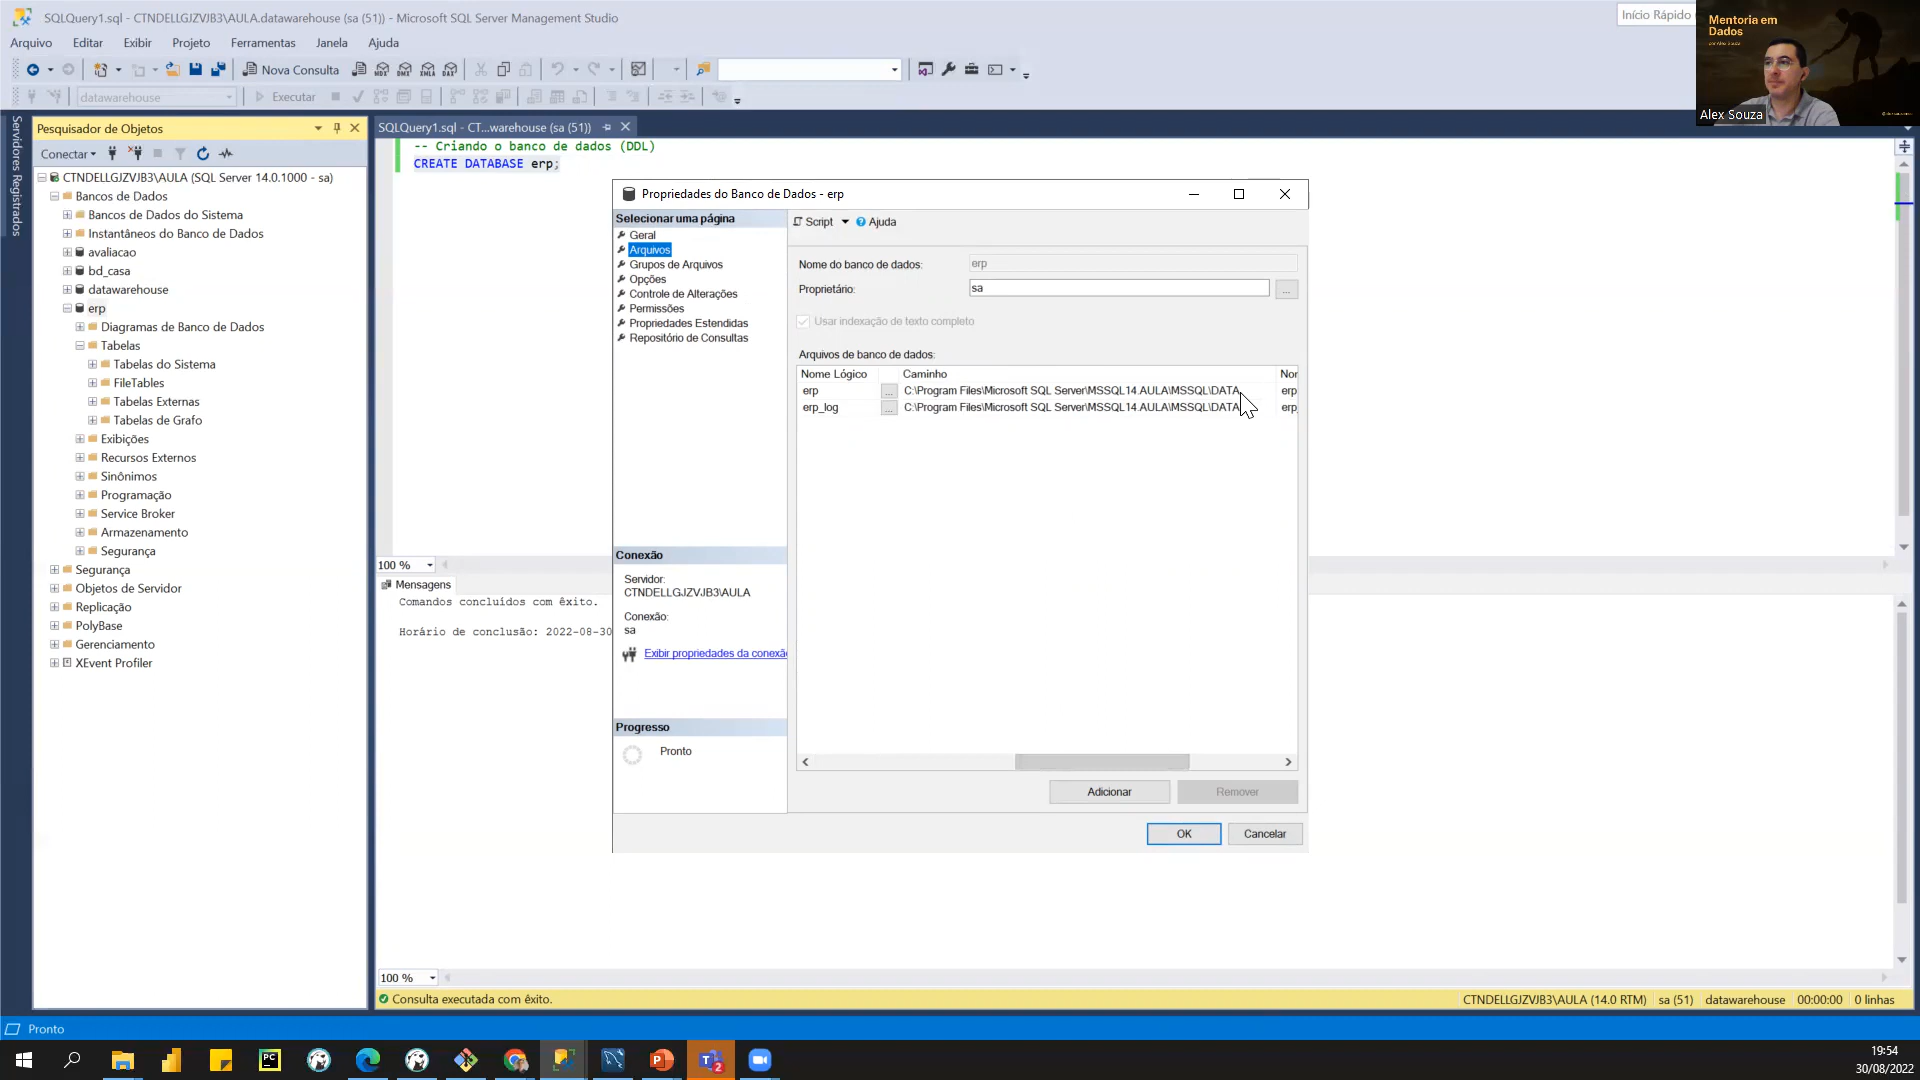 SQLQuery1.sql - CTNDELLGJZVJB3\AULA.datawarehouse (sa (51)) - Microsoft SQL Server Management Studio
Início Rápido
Mentoria em
Dados
Alex Souza
Arquivo Editar Exibir Projeto Ferramentas Janela Ajuda
Nova Consulta
datawarehouse
Executar
Servidores Registrados
Pesquisador de Objetos
SQLQuery1.sql - CT...warehouse (sa (51))
Conectar
CTNDELLGJZVJB3\AULA (SQL Server 14.0.1000 - sa)
Bancos de Dados
Bancos de Dados do Sistema
Instantâneos do Banco de Dados
avaliacao
bd_casa
datawarehouse
erp
Diagramas de Banco de Dados
Tabelas
Tabelas do Sistema
FileTables
Tabelas Externas
Tabelas de Grafo
Exibições
Recursos Externos
Sinônimos
Programação
Service Broker
Armazenamento
Segurança
Segurança
Objetos de Servidor
Replicação
PolyBase
Gerenciamento
XEvent Profiler
-- Criando o banco de dados (DDL)
CREATE DATABASE erp;
Propriedades do Banco de Dados - erp
Selecionar uma página
Geral
Arquivos
Grupos de Arquivos
Opções
Controle de Alterações
Permissões
Propriedades Estendidas
Repositório de Consultas
Script Ajuda
Nome do banco de dados: erp
Proprietário: sa ...
Usar indexação de texto completo
Arquivos de banco de dados:
Nome Lógico Caminho Nor
erp ... C:\Program Files\Microsoft SQL Server\MSSQL14.AULA\MSSQL\DATA erp
erp_log ... C:\Program Files\Microsoft SQL Server\MSSQL14.AULA\MSSQL\DATA erp_
Conexão
Servidor:
CTNDELLGJZVJB3\AULA
Conexão:
sa
Exibir propriedades da conexã
Progresso
Pronto
Adicionar Remover
OK Cancelar
100 %
Mensagens
Comandos concluídos com êxito.
Horário de conclusão: 2022-08-30
100 %
Consulta executada com êxito.
CTNDELLGJZVJB3\AULA (14.0 RTM) sa (51) datawarehouse 00:00:00 0 linhas
Pronto
19:54
30/08/2022